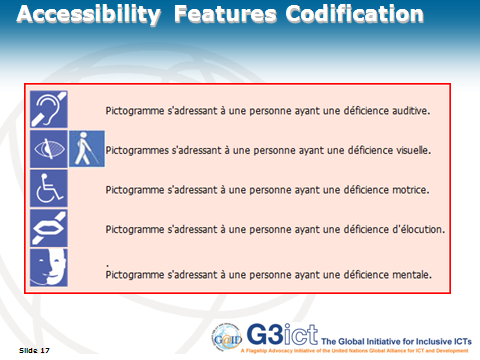 Accessibility Features Codification
Pictogramme s'adressant à une personne ayant une déficience auditive.
Pictogrammes s'adressant à une personne ayant une déficience visuelle.
Pictogramme s'adressant à une personne ayant une déficience motrice.
Pictogramme s'adressant à une personne ayant une déficience d'élocution.
.
Pictogramme s'adressant à une personne ayant une déficience mentale.
Slide 17
G@ID
G3ict The Global Initiative for Inclusive ICTs
A Flagship Advocacy Initiative of the United Nations Global Alliance for ICT and Development